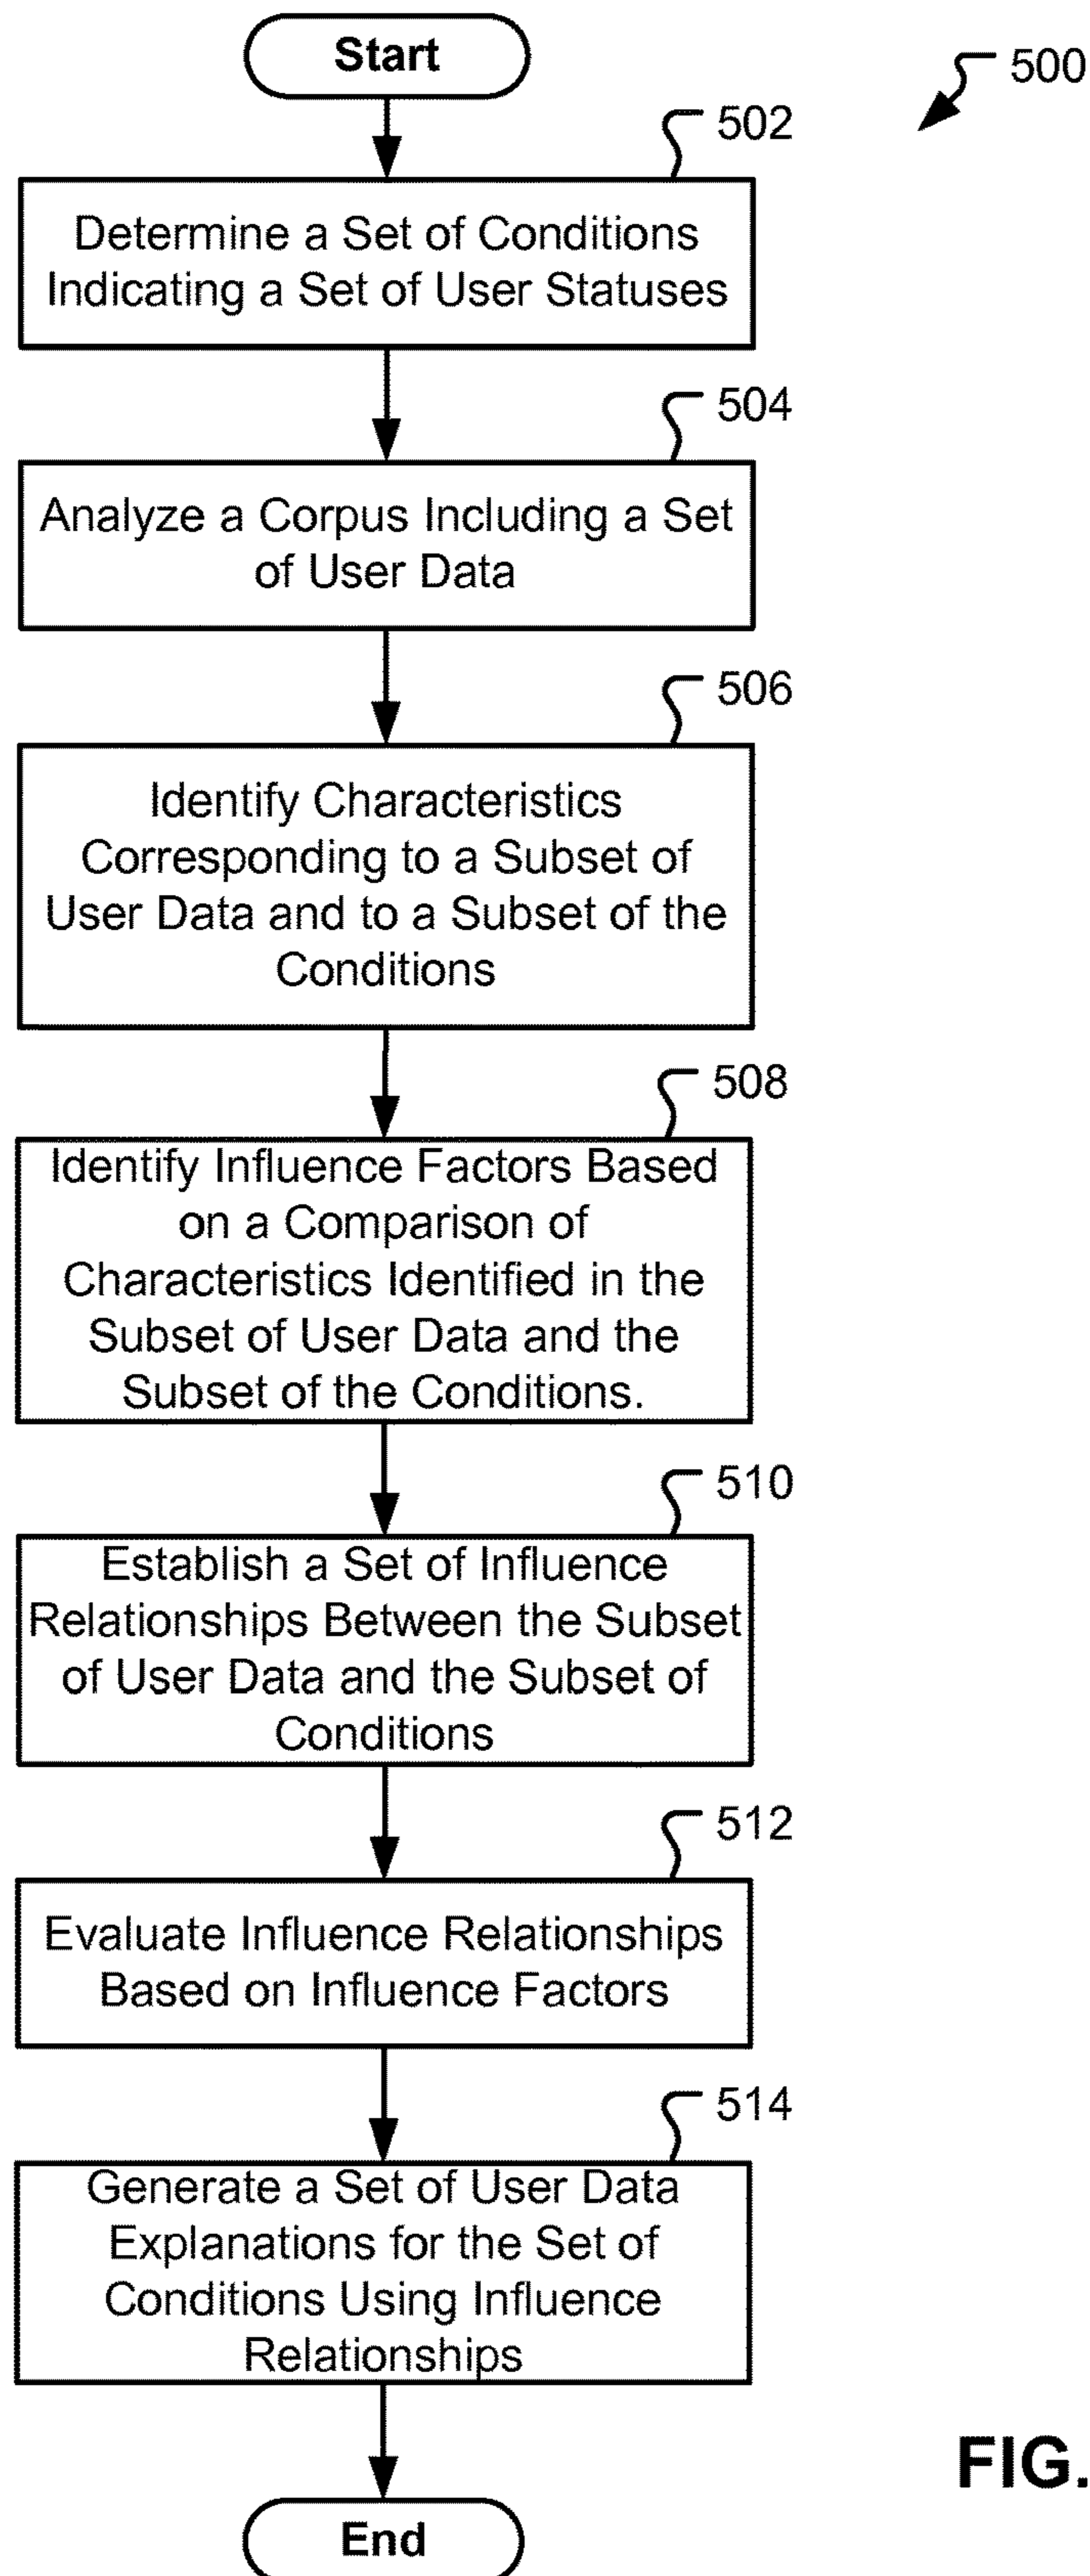 Start
500
502
Determine a Set of Conditions
Indicating a Set of User Statuses
504
Analyze a Corpus Including a Set
of User Data
506
Identify Characteristics
Corresponding to a Subset of
User Data and to a Subset of the
Conditions
508
Identify Influence Factors Based
on a Comparison of
Characteristics Identified in the
Subset of User Data and the
Subset of the Conditions.
510
Establish a Set of Influence
Relationships Between the Subset
of User Data and the Subset of
Conditions
512
Evaluate Influence Relationships
Based on Influence Factors
514
Generate a Set of User Data
Explanations for the Set of
Conditions Using Influence
Relationships
FIG.
End